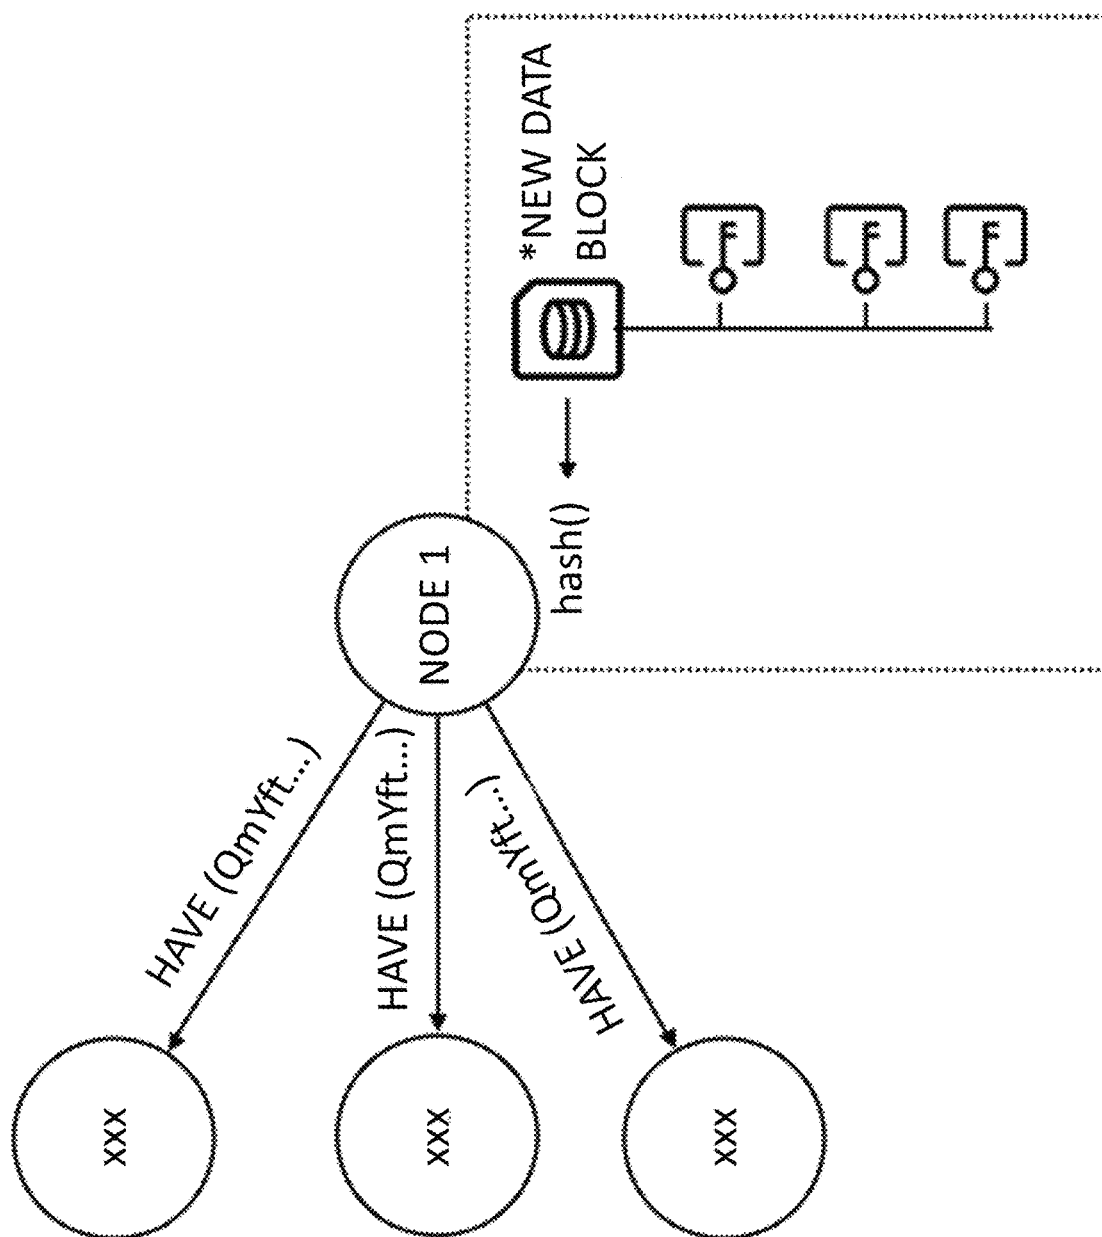 xxx
HAVE (QmYft...)
HAVE (QmYft...)
xxx
NODE 1
HAVE (QmYft...)
xxx
*NEW DATA
BLOCK
hash()